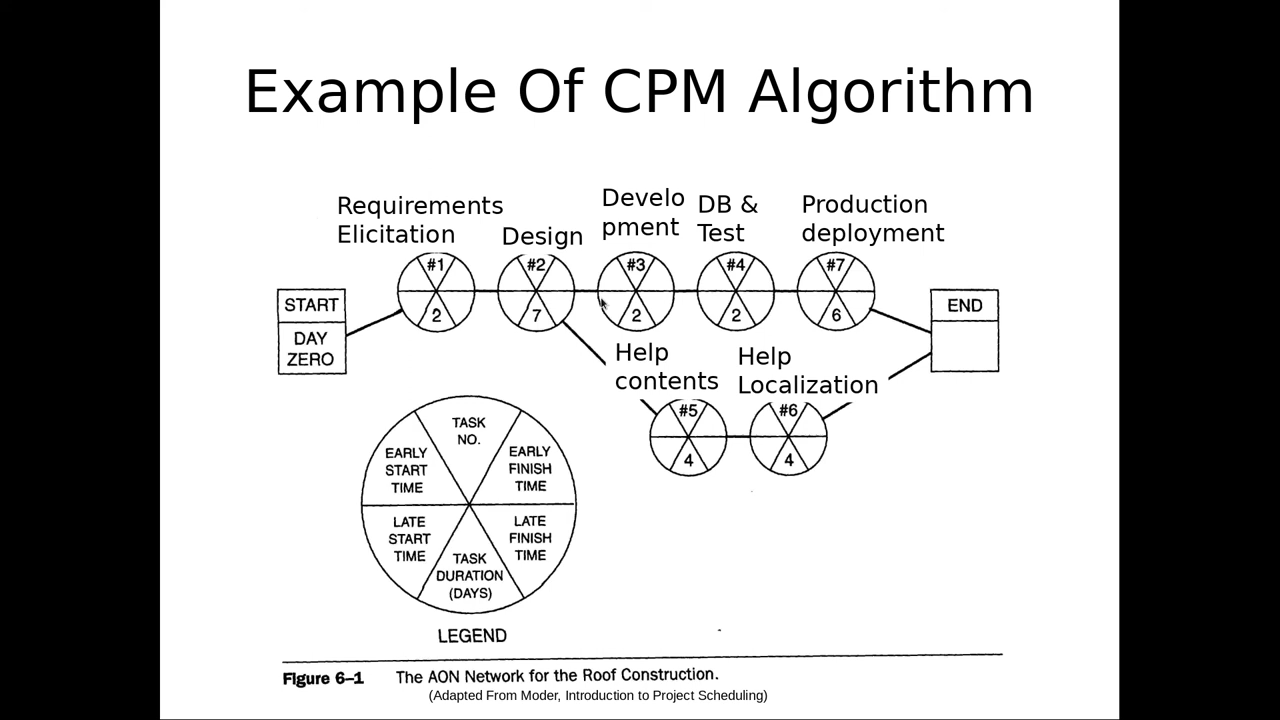 Example Of CPM Algorithm
Requirements
Elicitation
Design
Develo
pment
DB &
Test
Production
deployment
#1
#2
#3
#4
#7
2
7
2
2
6
START
DAY
ZERO
END
Help
contents
Help
Localization
#5
#6
4
4
TASK
NO.
EARLY
START
TIME
EARLY
FINISH
TIME
LATE
START
TIME
LATE
FINISH
TIME
TASK
DURATION
(DAYS)
LEGEND
Figure 6–1 The AON Network for the Roof Construction.
(Adapted From Moder, Introduction to Project Scheduling)